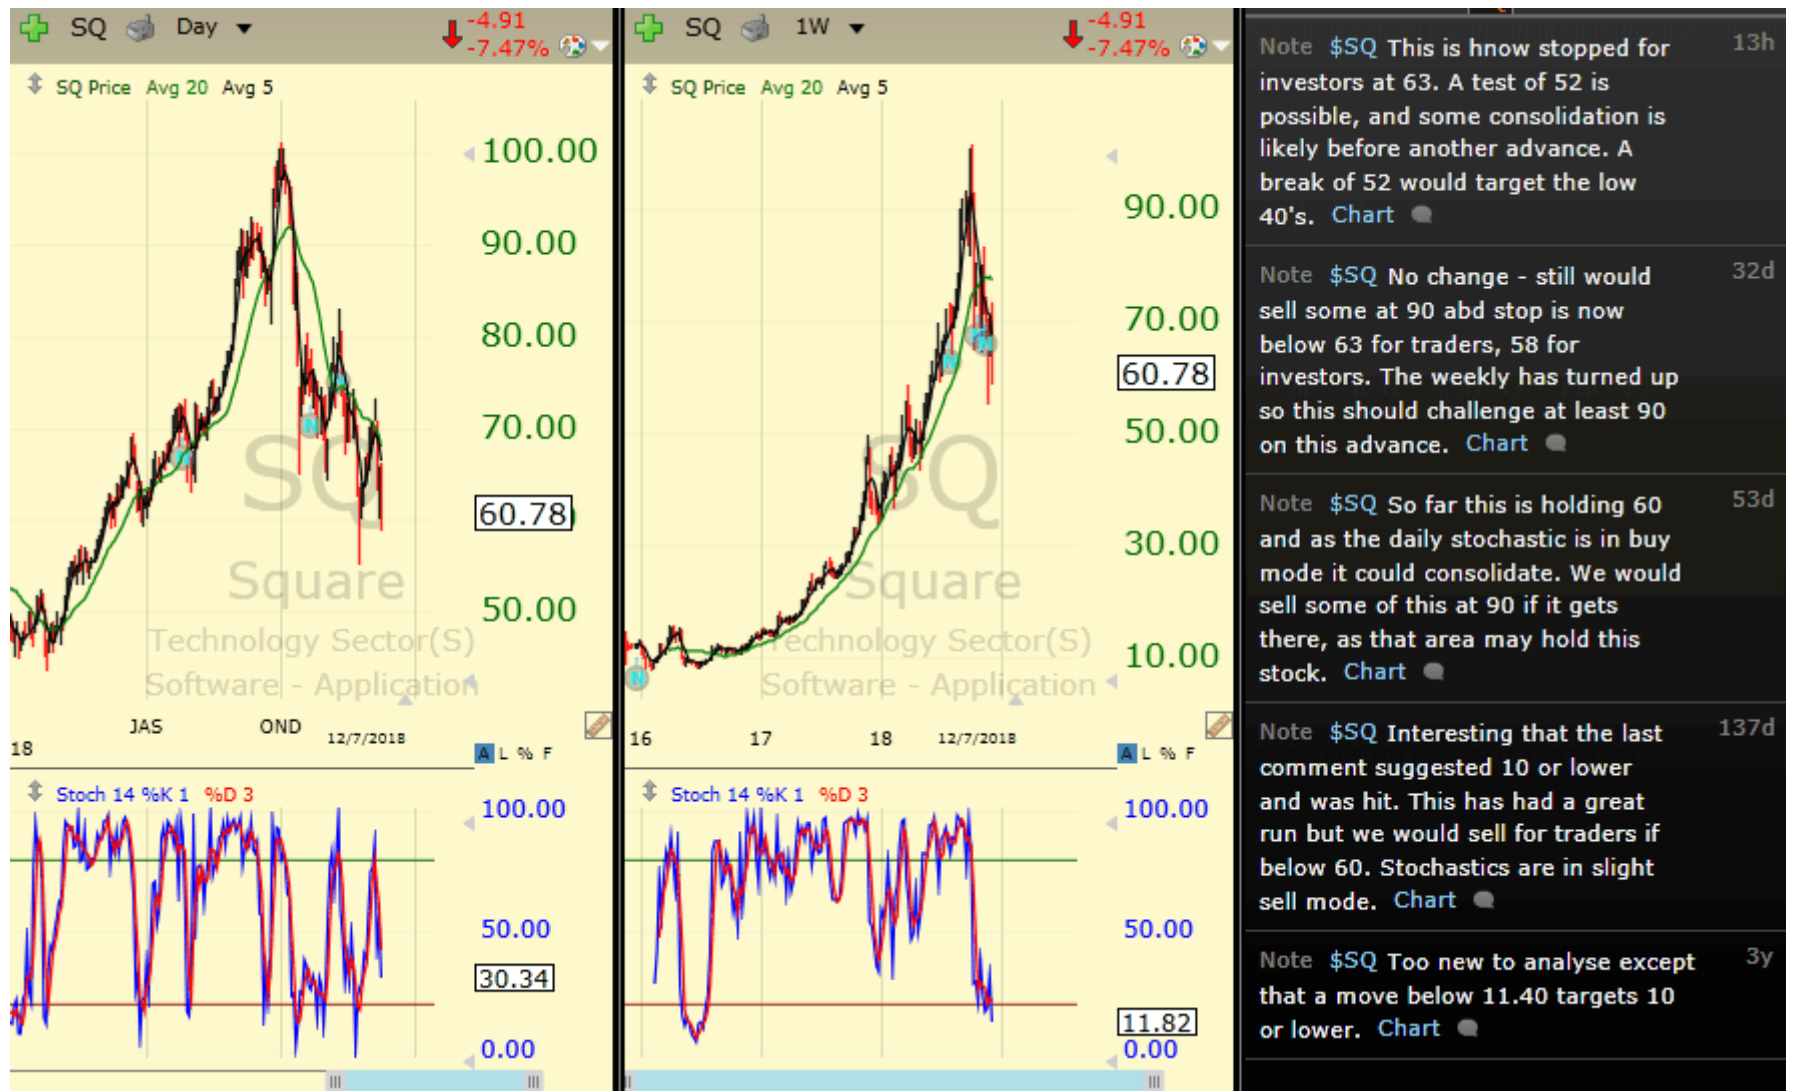 SQ Day -4.91
-7.47%
SQ Price Avg 20 Avg 5
100.00
90.00
80.00
70.00
60.78
50.00
SQ
Square
Technology Sector(S)
Software - Application
18 JAS OND 12/7/2018
A L % F
Stoch 14 %K 1 %D 3
100.00
50.00
30.34
0.00
SQ 1W -4.91
-7.47%
SQ Price Avg 20 Avg 5
90.00
70.00
60.78
50.00
30.00
10.00
SQ
Square
Technology Sector(S)
Software - Application
16 17 18 12/7/2018
A L % F
Stoch 14 %K 1 %D 3
100.00
50.00
11.82
0.00
Note $SQ This is hnow stopped for 13h
investors at 63. A test of 52 is
possible, and some consolidation is
likely before another advance. A
break of 52 would target the low
40's. Chart
Note $SQ No change - still would 32d
sell some at 90 abd stop is now
below 63 for traders, 58 for
investors. The weekly has turned up
so this should challenge at least 90
on this advance. Chart
Note $SQ So far this is holding 60 53d
and as the daily stochastic is in buy
mode it could consolidate. We would
sell some of this at 90 if it gets
there, as that area may hold this
stock. Chart
Note $SQ Interesting that the last 137d
comment suggested 10 or lower
and was hit. This has had a great
run but we would sell for traders if
below 60. Stochastics are in slight
sell mode. Chart
Note $SQ Too new to analyse except 3y
that a move below 11.40 targets 10
or lower. Chart